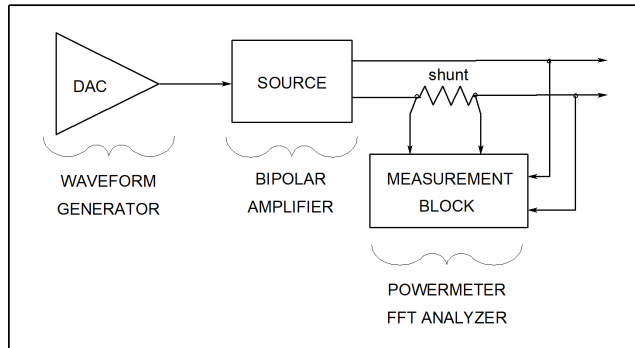 DAC
SOURCE
shunt
WAVEFORM
GENERATOR
BIPOLAR
AMPLIFIER
MEASUREMENT
BLOCK
POWERMETER
FFT ANALYZER